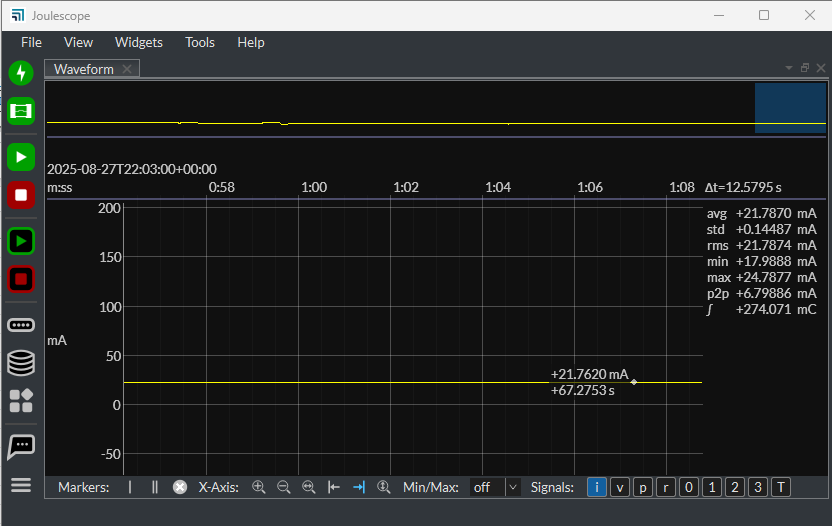 Joulescope
File View Widgets Tools Help
Waveform
2025-08-27T22:03:00+00:00
m:ss 0:58 1:00 1:02 1:04 1:06 1:08 Δt=12.5795 s
200
150
100
50
0
-50
mA
avg +21.7870 mA
std +0.14487 mA
rms +21.7874 mA
min +17.9888 mA
max +24.7877 mA
p2p +6.79886 mA
∫ +274.071 mC
+21.7620 mA
+67.2753 s
Markers: X-Axis: Min/Max: off Signals: i v p r 0 1 2 3 T